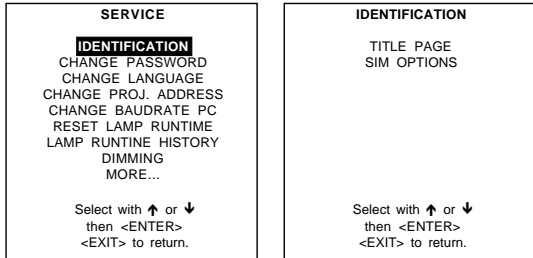 SERVICE
IDENTIFICATION
CHANGE PASSWORD
CHANGE LANGUAGE
CHANGE PROJ. ADDRESS
CHANGE BAUDRATE PC
RESET LAMP RUNTIME
LAMP RUNTINE HISTORY
DIMMING
MORE...
Select with ↑ or ↓
then <ENTER>
<EXIT> to return.
IDENTIFICATION
TITLE PAGE
SIM OPTIONS
Select with ↑ or ↓
then <ENTER>
<EXIT> to return.